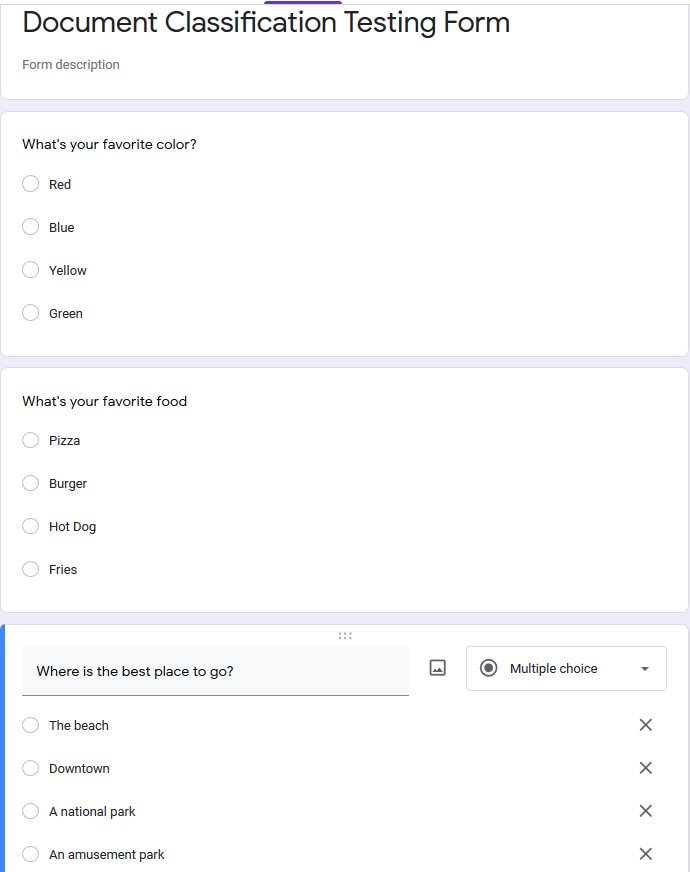 Document Classification Testing Form
Form description
What's your favorite color?
Red
Blue
Yellow
Green
What's your favorite food
Pizza
Burger
Hot Dog
Fries
Where is the best place to go?
Multiple choice
The beach
Downtown
A national park
An amusement park